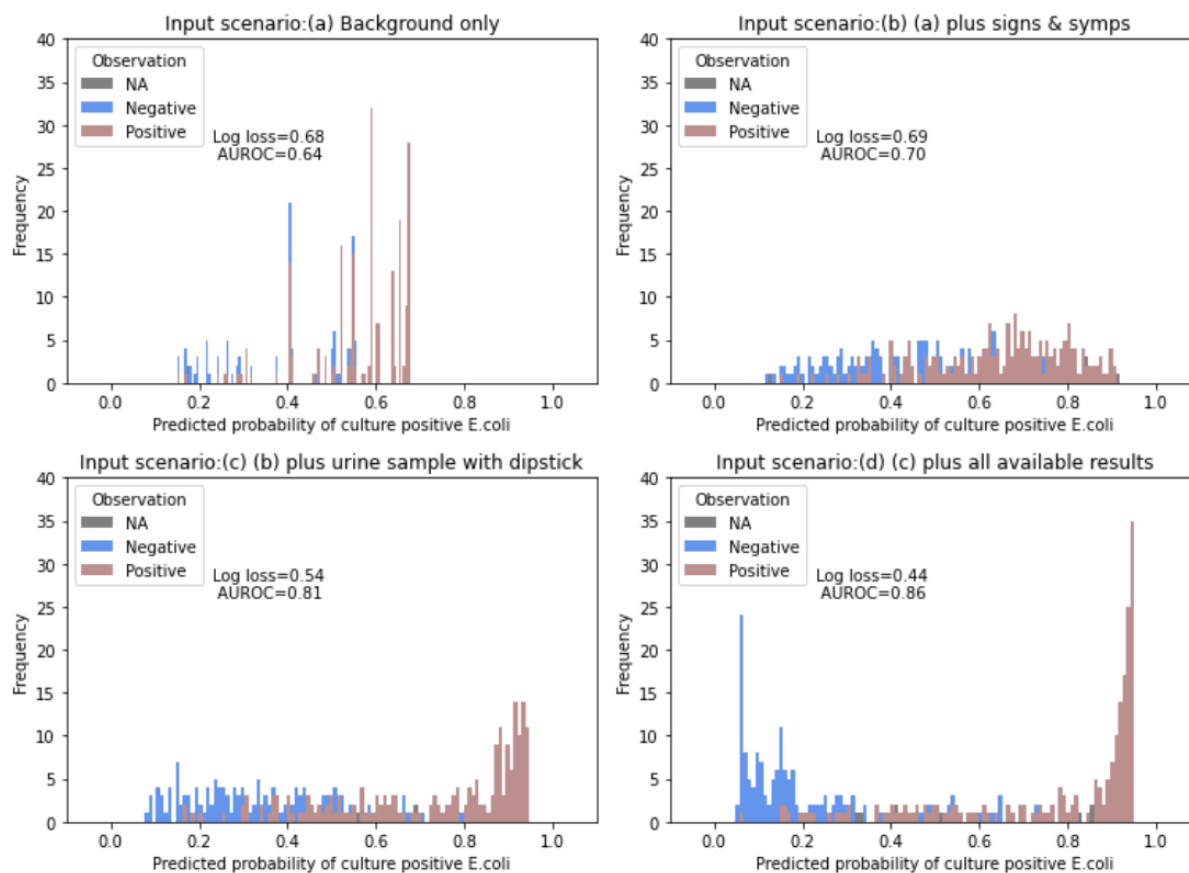 Input scenario:(a) Background only
40
35
30
25
20
15
10
5
0
Frequency
Observation
NA
Negative
Positive
Log loss=0.68
AUROC=0.64
0.0 0.2 0.4 0.6 0.8 1.0
Predicted probability of culture positive E.coli
Input scenario:(b) (a) plus signs & symps
40
35
30
25
20
15
10
5
0
Frequency
Observation
NA
Negative
Positive
Log loss=0.69
AUROC=0.70
0.0 0.2 0.4 0.6 0.8 1.0
Predicted probability of culture positive E.coli
Input scenario:(c) (b) plus urine sample with dipstick
40
35
30
25
20
15
10
5
0
Frequency
Observation
NA
Negative
Positive
Log loss=0.54
AUROC=0.81
0.0 0.2 0.4 0.6 0.8 1.0
Predicted probability of culture positive E.coli
Input scenario:(d) (c) plus all available results
40
35
30
25
20
15
10
5
0
Frequency
Observation
NA
Negative
Positive
Log loss=0.44
AUROC=0.86
0.0 0.2 0.4 0.6 0.8 1.0
Predicted probability of culture positive E.coli